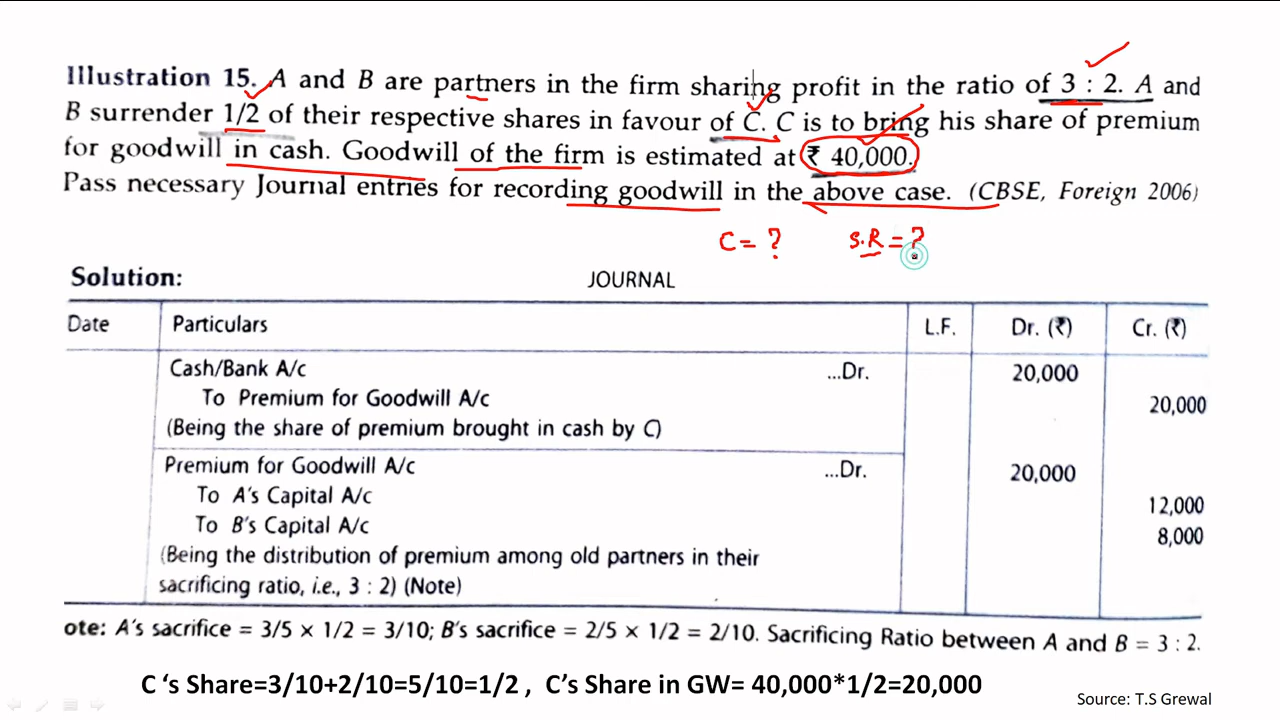 Illustration 15. A and B are partners in the firm sharing profit in the ratio of 3 : 2. A and
B surrender 1/2 of their respective shares in favour of C. C is to bring his share of premium
for goodwill in cash. Goodwill of the firm is estimated at ₹ 40,000.
Pass necessary Journal entries for recording goodwill in the above case. (CBSE, Foreign 2006)
C = ? S.R = ?
Solution: JOURNAL
Date Particulars L.F. Dr. (₹) Cr. (₹)
Cash/Bank A/c ...Dr. 20,000
To Premium for Goodwill A/c 20,000
(Being the share of premium brought in cash by C)
Premium for Goodwill A/c ...Dr. 20,000
To A's Capital A/c 12,000
To B's Capital A/c 8,000
(Being the distribution of premium among old partners in their
sacrificing ratio, i.e., 3 : 2) (Note)
ote: A's sacrifice = 3/5 × 1/2 = 3/10; B's sacrifice = 2/5 × 1/2 = 2/10. Sacrificing Ratio between A and B = 3 : 2.
C 's Share=3/10+2/10=5/10=1/2 , C's Share in GW= 40,000*1/2=20,000
Source: T.S Grewal